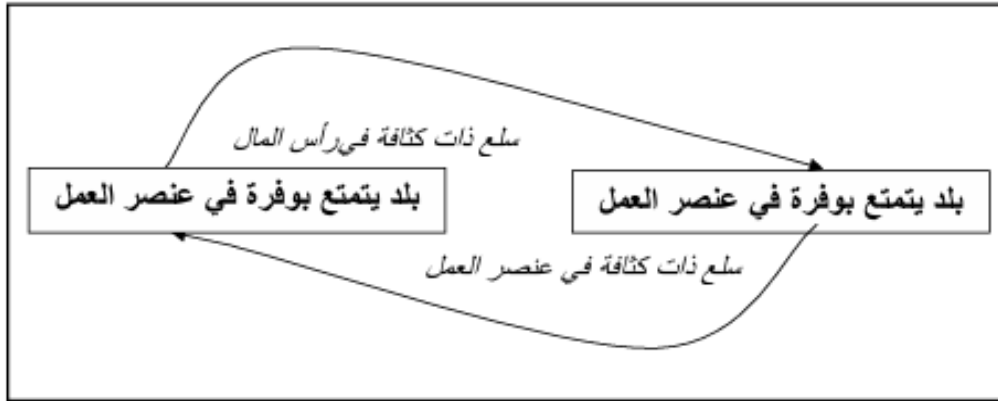 سلع ذات كثافة في رأس المال
بلد يتمتع بوفرة في عنصر العمل
بلد يتمتع بوفرة في عنصر العمل
سلع ذات كثافة في عنصر العمل